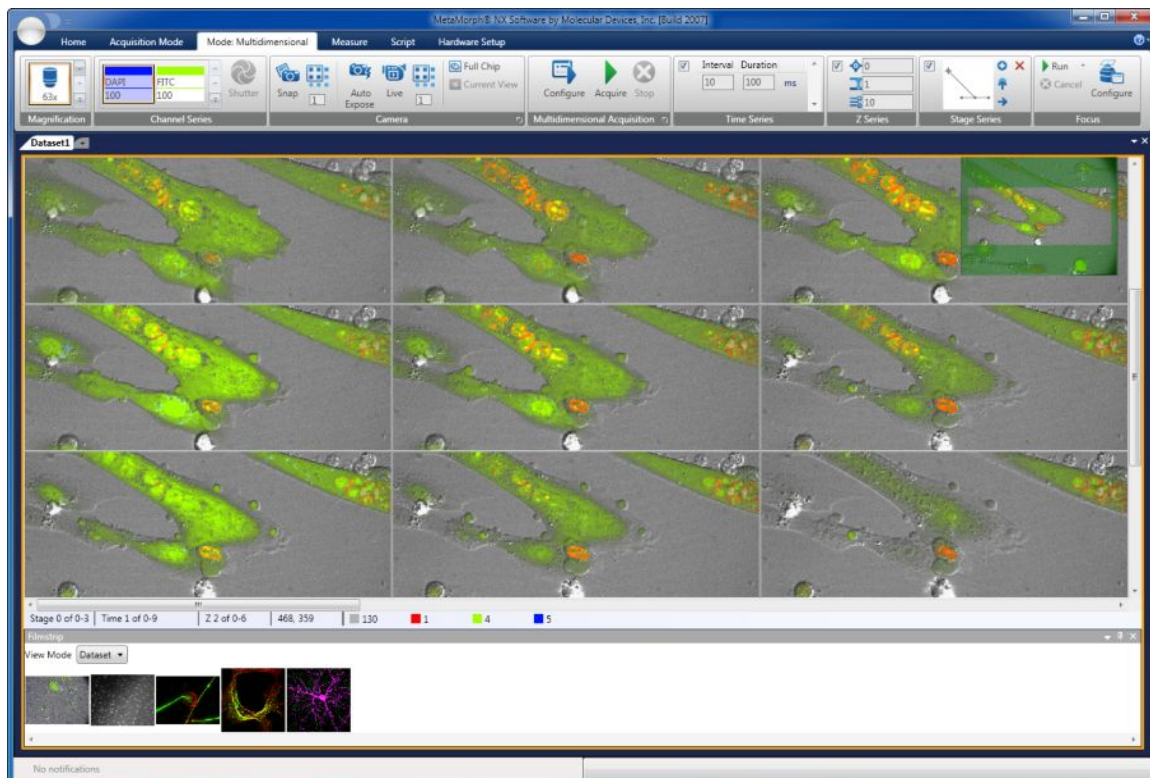 MetaMorph® NX Software by Molecular Devices, Inc. [Build 2007]
Home Acquisition Mode Mode: Multidimensional Measure Script Hardware Setup
DAPI FITC Snap Auto Expose Live Full Chip Interval Duration 0 Run
63x 100 100 Shutter 1 1 Current View Configure Acquire Stop 10 100 ms 1 Cancel Configure
10
Magnification Channel Series Camera Multidimensional Acquisition Time Series Z Series Stage Series Focus
Dataset1
Stage 0 of 0-3 Time 1 of 0-9 Z 2 of 0-6 468, 359 130 1 4 5
Filmstrip
View Mode Dataset
No notifications